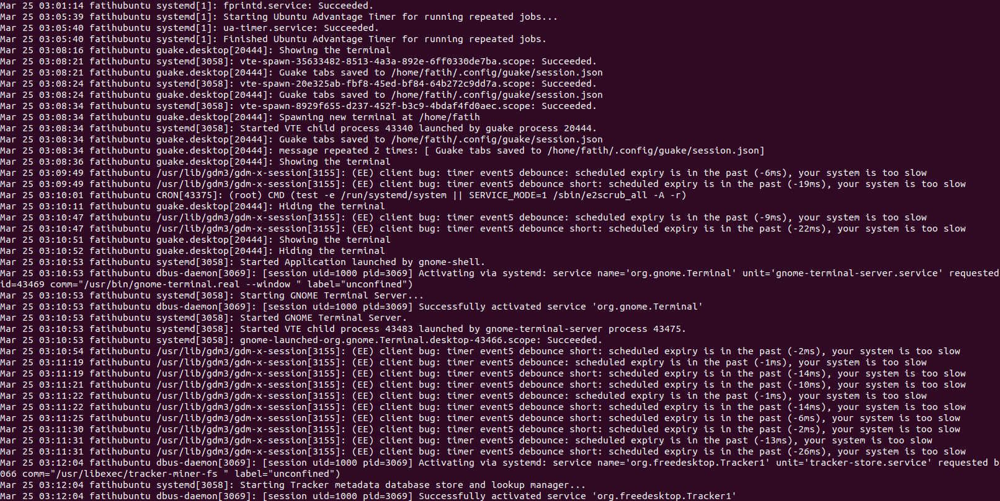 Mar 25 03:01:14 fatihubuntu systemd[1]: fprintd.service: Succeeded.
Mar 25 03:05:39 fatihubuntu systemd[1]: Starting Ubuntu Advantage Timer for running repeated jobs...
Mar 25 03:05:40 fatihubuntu systemd[1]: ua-timer.service: Succeeded.
Mar 25 03:05:40 fatihubuntu systemd[1]: Finished Ubuntu Advantage Timer for running repeated jobs.
Mar 25 03:08:16 fatihubuntu guake.desktop[20444]: Showing the terminal
Mar 25 03:08:21 fatihubuntu systemd[3058]: vte-spawn-35633482-8513-4a3a-892e-6ff0330de7ba.scope: Succeeded.
Mar 25 03:08:21 fatihubuntu guake.desktop[20444]: Guake tabs saved to /home/fatih/.config/guake/session.json
Mar 25 03:08:24 fatihubuntu systemd[3058]: vte-spawn-20e325ab-fbf8-45ed-bf84-64b272c9dd7a.scope: Succeeded.
Mar 25 03:08:24 fatihubuntu guake.desktop[20444]: Guake tabs saved to /home/fatih/.config/guake/session.json
Mar 25 03:08:34 fatihubuntu systemd[3058]: vte-spawn-8929f655-d237-452f-b3c9-4bdaf4fd0aec.scope: Succeeded.
Mar 25 03:08:34 fatihubuntu guake.desktop[20444]: Spawning new terminal at /home/fatih
Mar 25 03:08:34 fatihubuntu systemd[3058]: Started VTE child process 43340 launched by guake process 20444.
Mar 25 03:08:34 fatihubuntu guake.desktop[20444]: Guake tabs saved to /home/fatih/.config/guake/session.json
Mar 25 03:08:34 fatihubuntu guake.desktop[20444]: message repeated 2 times: [ Guake tabs saved to /home/fatih/.config/guake/session.json]
Mar 25 03:08:36 fatihubuntu guake.desktop[20444]: Showing the terminal
Mar 25 03:09:49 fatihubuntu /usr/lib/gdm3/gdm-x-session[3155]: (EE) client bug: timer event5 debounce: scheduled expiry is in the past (-6ms), your system is too slow
Mar 25 03:09:49 fatihubuntu /usr/lib/gdm3/gdm-x-session[3155]: (EE) client bug: timer event5 debounce short: scheduled expiry is in the past (-19ms), your system is too slow
Mar 25 03:10:01 fatihubuntu CRON[43375]: (root) CMD (test -e /run/systemd/system || SERVICE_MODE=1 /sbin/e2scrub_all -A -r)
Mar 25 03:10:11 fatihubuntu guake.desktop[20444]: Hiding the terminal
Mar 25 03:10:47 fatihubuntu /usr/lib/gdm3/gdm-x-session[3155]: (EE) client bug: timer event5 debounce: scheduled expiry is in the past (-9ms), your system is too slow
Mar 25 03:10:47 fatihubuntu /usr/lib/gdm3/gdm-x-session[3155]: (EE) client bug: timer event5 debounce short: scheduled expiry is in the past (-22ms), your system is too slow
Mar 25 03:10:51 fatihubuntu guake.desktop[20444]: Showing the terminal
Mar 25 03:10:52 fatihubuntu guake.desktop[20444]: Hiding the terminal
Mar 25 03:10:53 fatihubuntu systemd[3058]: Started Application launched by gnome-shell.
Mar 25 03:10:53 fatihubuntu dbus-daemon[3069]: [session uid=1000 pid=3069] Activating via systemd: service name='org.gnome.Terminal' unit='gnome-terminal-server.service' requested
id=43469 comm="/usr/bin/gnome-terminal.real --window " label="unconfined")
Mar 25 03:10:53 fatihubuntu systemd[3058]: Starting GNOME Terminal Server...
Mar 25 03:10:53 fatihubuntu dbus-daemon[3069]: [session uid=1000 pid=3069] Successfully activated service 'org.gnome.Terminal'
Mar 25 03:10:53 fatihubuntu systemd[3058]: Started GNOME Terminal Server.
Mar 25 03:10:53 fatihubuntu systemd[3058]: Started VTE child process 43483 launched by gnome-terminal-server process 43475.
Mar 25 03:10:53 fatihubuntu systemd[3058]: gnome-launched-org.gnome.Terminal.desktop-43466.scope: Succeeded.
Mar 25 03:10:54 fatihubuntu /usr/lib/gdm3/gdm-x-session[3155]: (EE) client bug: timer event5 debounce short: scheduled expiry is in the past (-2ms), your system is too slow
Mar 25 03:11:19 fatihubuntu /usr/lib/gdm3/gdm-x-session[3155]: (EE) client bug: timer event5 debounce: scheduled expiry is in the past (-1ms), your system is too slow
Mar 25 03:11:19 fatihubuntu /usr/lib/gdm3/gdm-x-session[3155]: (EE) client bug: timer event5 debounce short: scheduled expiry is in the past (-14ms), your system is too slow
Mar 25 03:11:21 fatihubuntu /usr/lib/gdm3/gdm-x-session[3155]: (EE) client bug: timer event5 debounce short: scheduled expiry is in the past (-10ms), your system is too slow
Mar 25 03:11:22 fatihubuntu /usr/lib/gdm3/gdm-x-session[3155]: (EE) client bug: timer event5 debounce: scheduled expiry is in the past (-1ms), your system is too slow
Mar 25 03:11:22 fatihubuntu /usr/lib/gdm3/gdm-x-session[3155]: (EE) client bug: timer event5 debounce short: scheduled expiry is in the past (-14ms), your system is too slow
Mar 25 03:11:25 fatihubuntu /usr/lib/gdm3/gdm-x-session[3155]: (EE) client bug: timer event5 debounce short: scheduled expiry is in the past (-6ms), your system is too slow
Mar 25 03:11:30 fatihubuntu /usr/lib/gdm3/gdm-x-session[3155]: (EE) client bug: timer event5 debounce short: scheduled expiry is in the past (-2ms), your system is too slow
Mar 25 03:11:31 fatihubuntu /usr/lib/gdm3/gdm-x-session[3155]: (EE) client bug: timer event5 debounce: scheduled expiry is in the past (-13ms), your system is too slow
Mar 25 03:11:31 fatihubuntu /usr/lib/gdm3/gdm-x-session[3155]: (EE) client bug: timer event5 debounce short: scheduled expiry is in the past (-26ms), your system is too slow
Mar 25 03:12:04 fatihubuntu dbus-daemon[3069]: [session uid=1000 pid=3069] Activating via systemd: service name='org.freedesktop.Tracker1' unit='tracker-store.service' requested b
066 comm="/usr/libexec/tracker-miner-fs " label="unconfined")
Mar 25 03:12:04 fatihubuntu systemd[3058]: Starting Tracker metadata database store and lookup manager...
Mar 25 03:12:04 fatihubuntu dbus-daemon[3069]: [session uid=1000 pid=3069] Successfully activated service 'org.freedesktop.Tracker1'